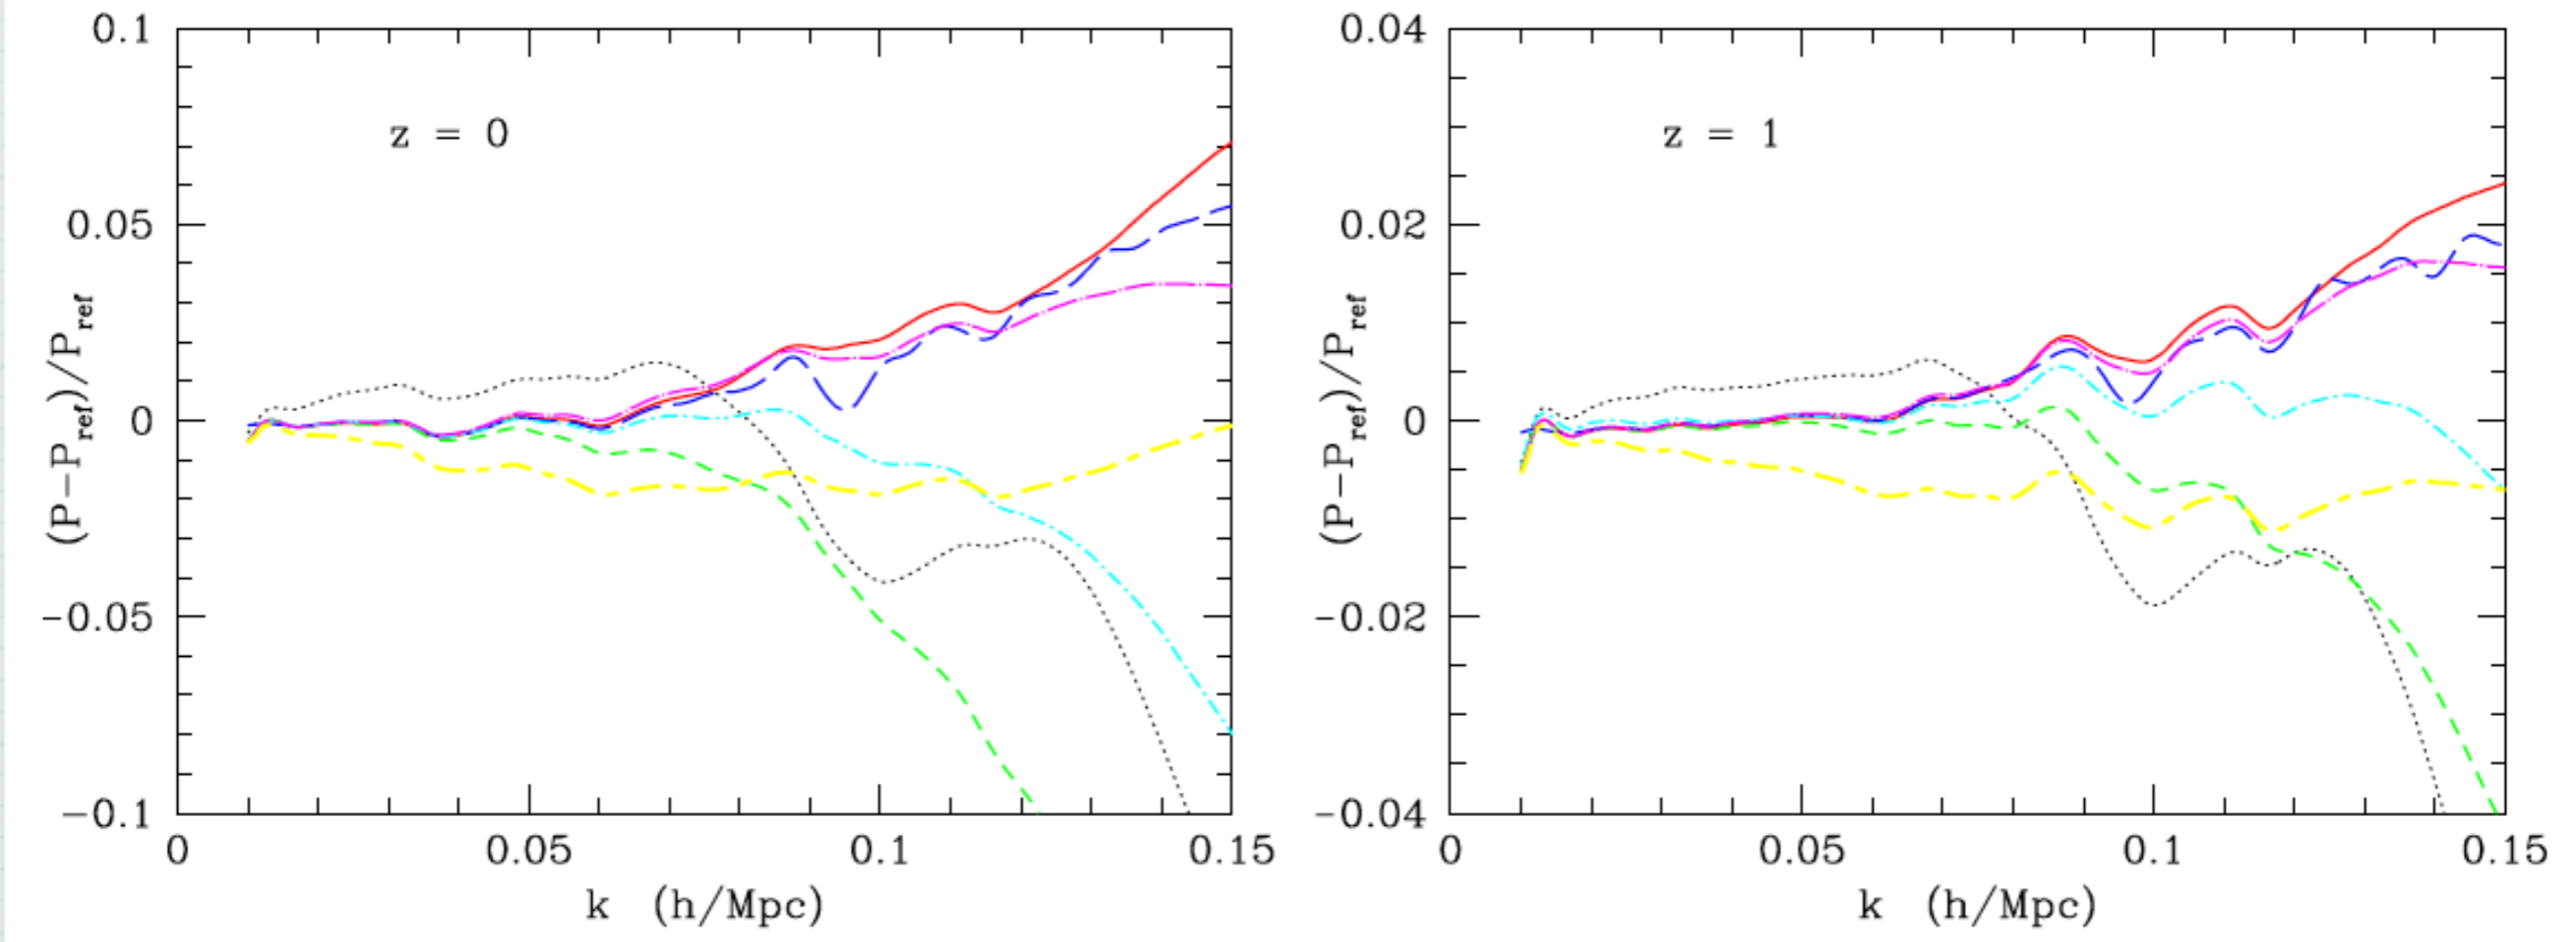 0.1
0.05
0
-0.05
-0.1
(P-P_ref)/P_ref
z = 0
0 0.05 0.1 0.15
k (h/Mpc)
0.04
0.02
0
-0.02
-0.04
(P-P_ref)/P_ref
z = 1
0 0.05 0.1 0.15
k (h/Mpc)